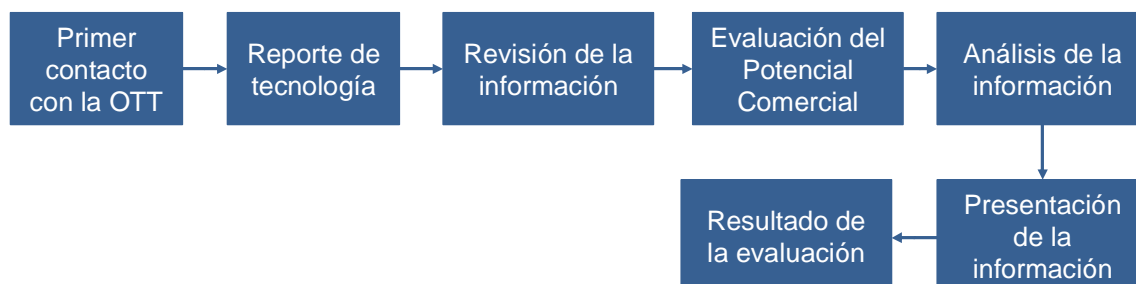 Primer
contacto
con la OTT
Reporte de
tecnología
Revisión de la
información
Evaluación del
Potencial
Comercial
Análisis de la
información
Presentación
de la
información
Resultado de
la evaluación